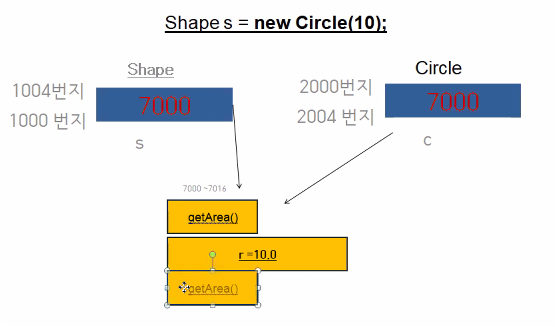 Shape s = new Circle(10);
Shape
Circle
1004번지
7000
1000 번지
s
2000번지
7000
2004 번지
c
7000 ~7016
getArea()
r =10,0
getArea()